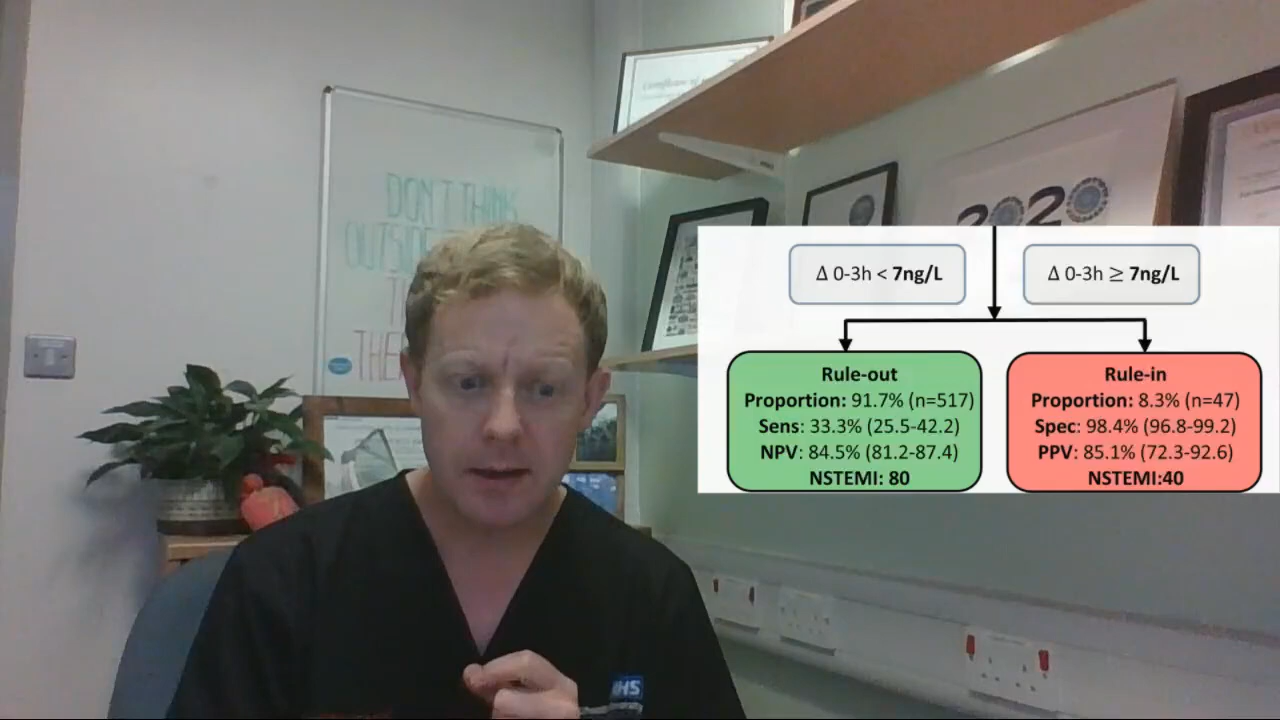 DON'T THINK
OUTSIDE
THE
2020
Δ 0-3h < 7ng/L
Δ 0-3h ≥ 7ng/L
Rule-out
Proportion: 91.7% (n=517)
Sens: 33.3% (25.5-42.2)
NPV: 84.5% (81.2-87.4)
NSTEMI: 80
Rule-in
Proportion: 8.3% (n=47)
Spec: 98.4% (96.8-99.2)
PPV: 85.1% (72.3-92.6)
NSTEMI:40
NHS